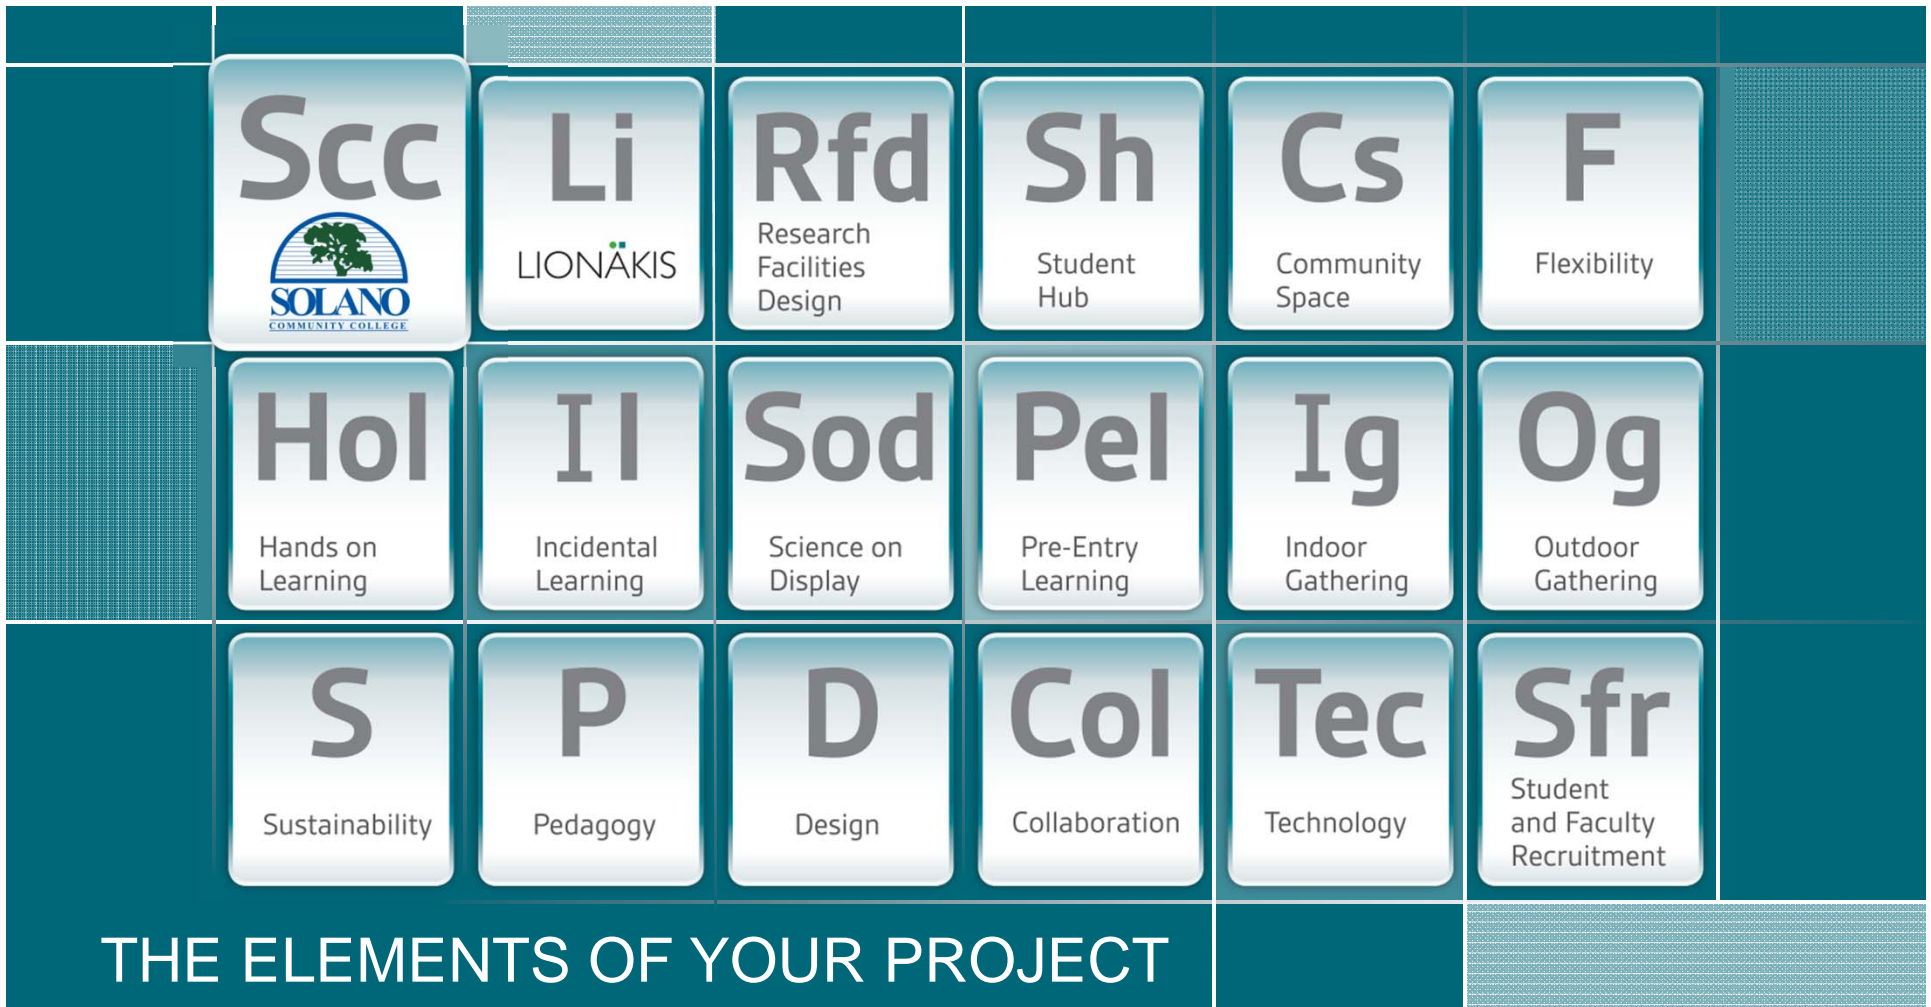 Scc
SOLANO
COMMUNITY COLLEGE
Li
LIONÄKIS
Rfd
Research
Facilities
Design
Sh
Student
Hub
Cs
Community
Space
F
Flexibility
Hol
Hands on
Learning
Il
Incidental
Learning
Sod
Science on
Display
Pel
Pre-Entry
Learning
Ig
Indoor
Gathering
Og
Outdoor
Gathering
S
Sustainability
P
Pedagogy
D
Design
Col
Collaboration
Tec
Technology
Sfr
Student
and Faculty
Recruitment
THE ELEMENTS OF YOUR PROJECT